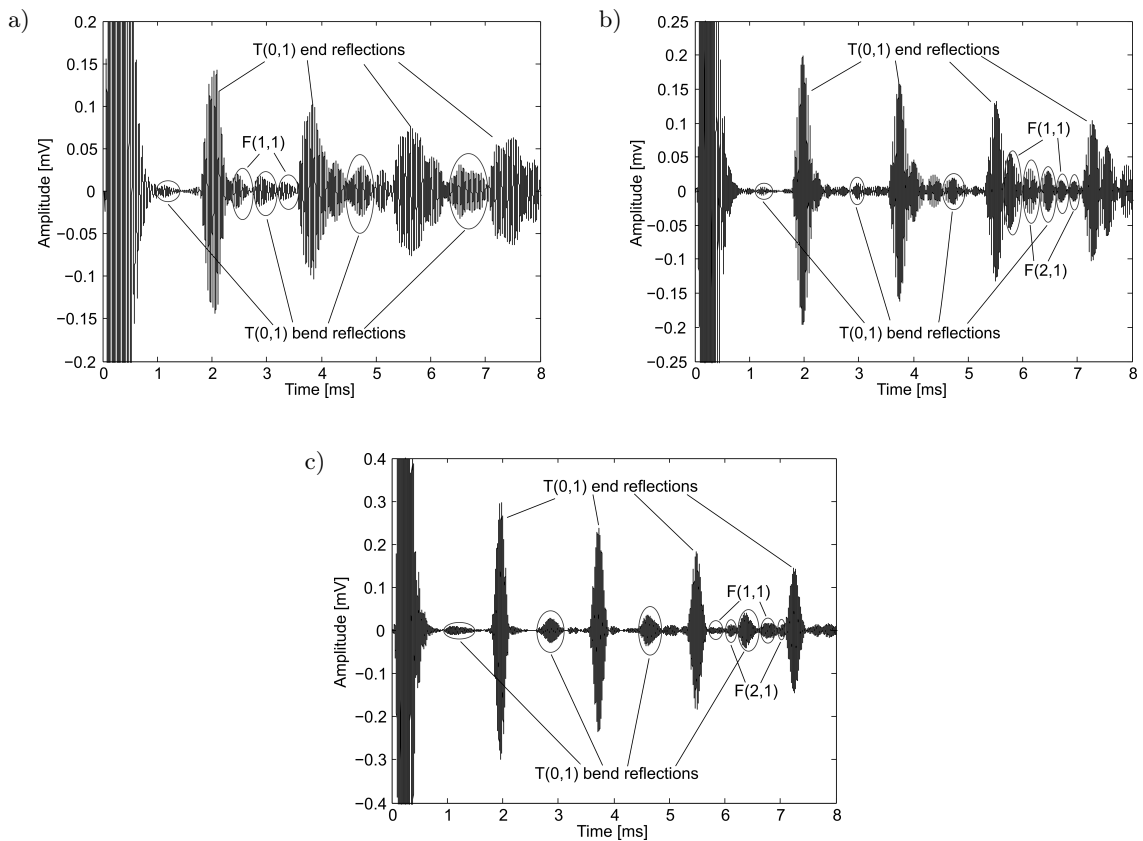 a)
0.2
0.15
0.1
0.05
0
−0.05
−0.1
−0.15
−0.2
Amplitude [mV]
T(0,1) end reflections
F(1,1)
T(0,1) bend reflections
0 1 2 3 4 5 6 7 8
Time [ms]
b)
0.25
0.2
0.15
0.1
0.05
0
−0.05
−0.1
−0.15
−0.2
−0.25
Amplitude [mv]
T(0,1) end reflections
F(1,1)
F(2,1)
T(0,1) bend reflections
0 1 2 3 4 5 6 7 8
Time [ms]
c)
0.4
0.3
0.2
0.1
0
−0.1
−0.2
−0.3
−0.4
Amplitude [mV]
T(0,1) end reflections
F(1,1)
F(2,1)
T(0,1) bend reflections
0 1 2 3 4 5 6 7 8
Time [ms]